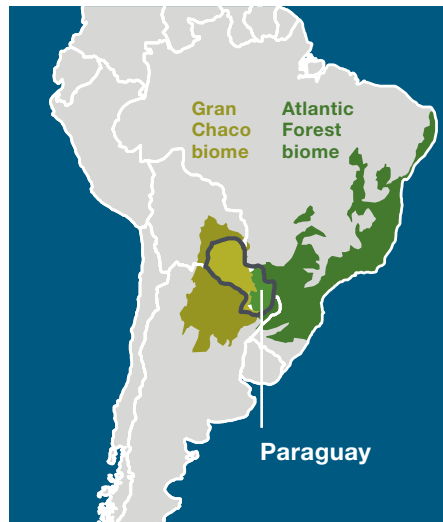 Gran
Chaco
biome
Atlantic
Forest
biome
Paraguay